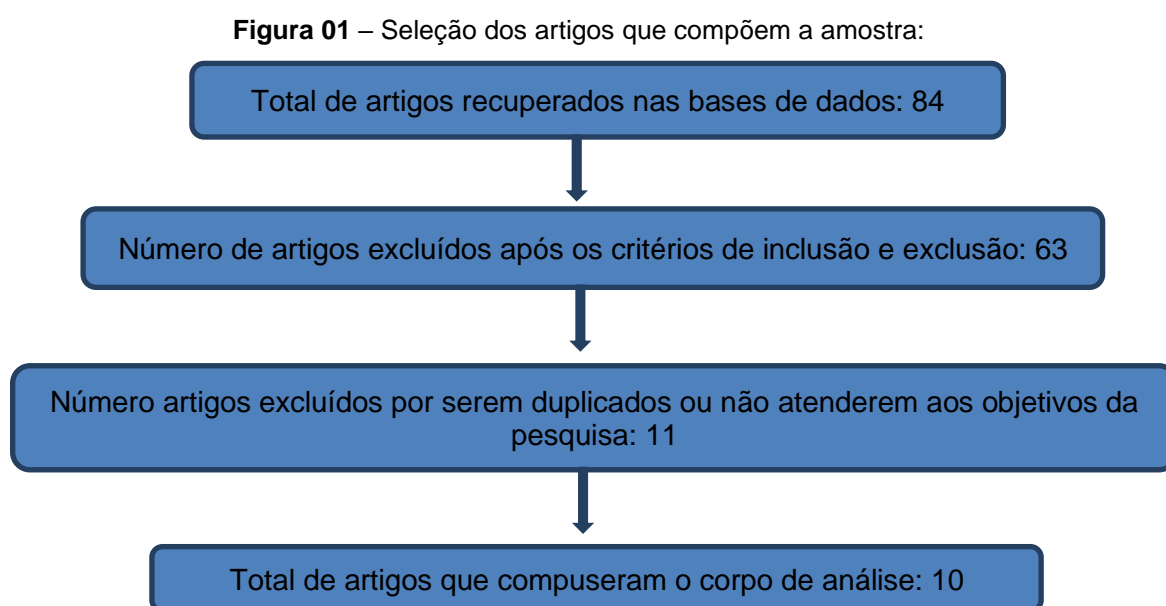 Figura 01 – Seleção dos artigos que compõem a amostra:
Total de artigos recuperados nas bases de dados: 84
Número de artigos excluídos após os critérios de inclusão e exclusão: 63
Número artigos excluídos por serem duplicados ou não atenderem aos objetivos da
pesquisa: 11
Total de artigos que compuseram o corpo de análise: 10